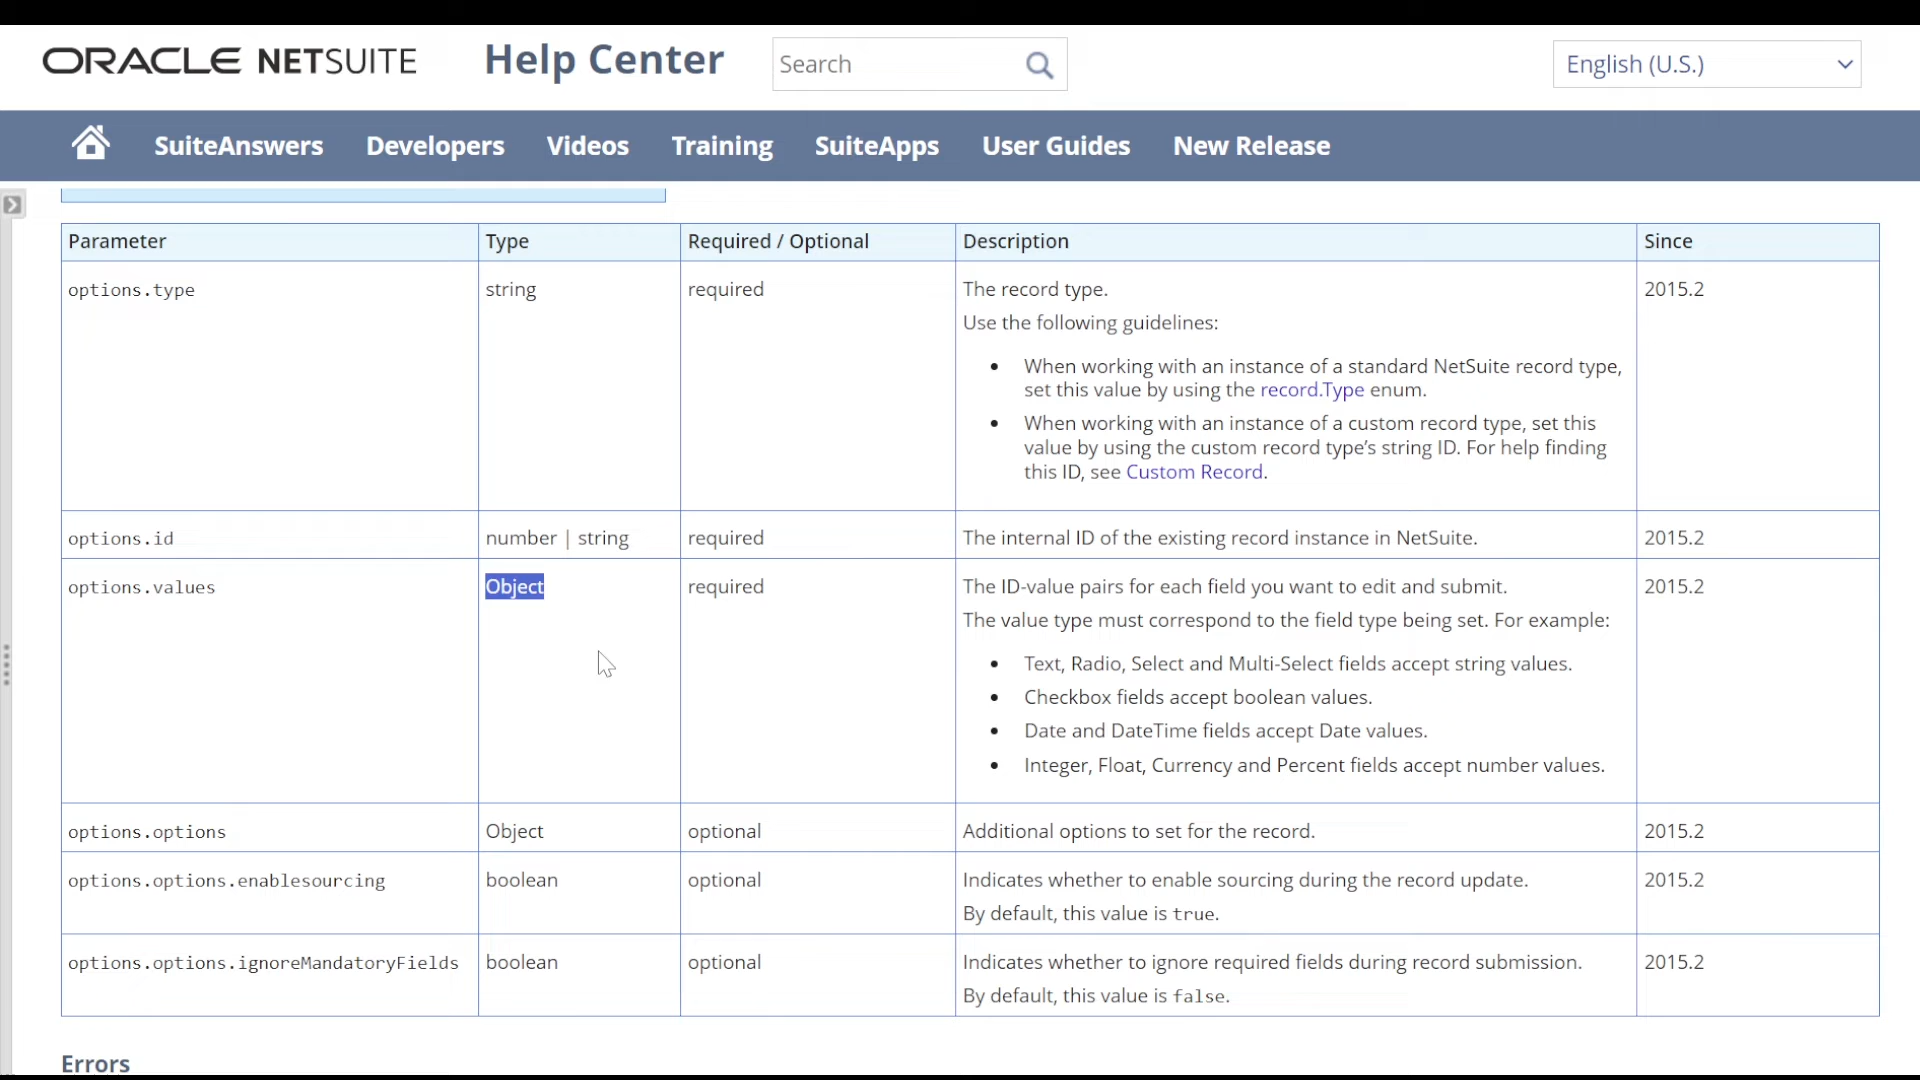 ORACLE NETSUITE Help Center Search English (U.S.)
SuiteAnswers Developers Videos Training SuiteApps User Guides New Release
Parameter Type Required / Optional Description Since
options.type string required The record type. 2015.2
Use the following guidelines:
• When working with an instance of a standard NetSuite record type,
set this value by using the record.Type enum.
• When working with an instance of a custom record type, set this
value by using the custom record type’s string ID. For help finding
this ID, see Custom Record.
options.id number | string required The internal ID of the existing record instance in NetSuite. 2015.2
options.values Object required The ID-value pairs for each field you want to edit and submit. 2015.2
The value type must correspond to the field type being set. For example:
• Text, Radio, Select and Multi-Select fields accept string values.
• Checkbox fields accept boolean values.
• Date and DateTime fields accept Date values.
• Integer, Float, Currency and Percent fields accept number values.
options.options Object optional Additional options to set for the record. 2015.2
options.options.enablesourcing boolean optional Indicates whether to enable sourcing during the record update. 2015.2
By default, this value is true.
options.options.ignoreMandatoryFields boolean optional Indicates whether to ignore required fields during record submission. 2015.2
By default, this value is false.
Errors